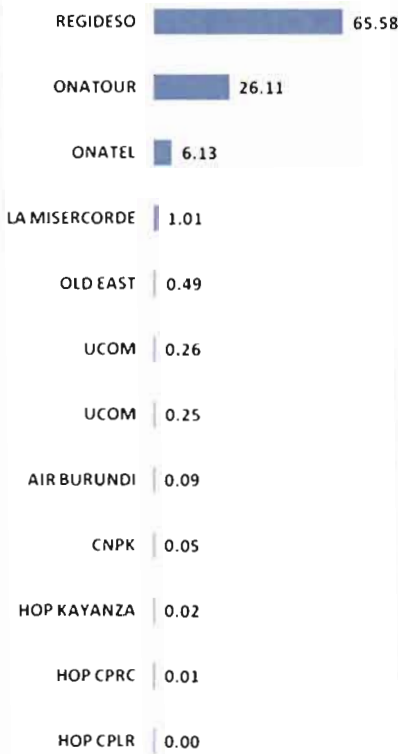 REGIDESO 65.58
ONATOUR 26.11
ONATEL 6.13
LA MISERCORDE 1.01
OLD EAST 0.49
UCOM 0.26
UCOM 0.25
AIR BURUNDI 0.09
CNPK 0.05
HOP KAYANZA 0.02
HOP CPRC 0.01
HOP CPLR 0.00